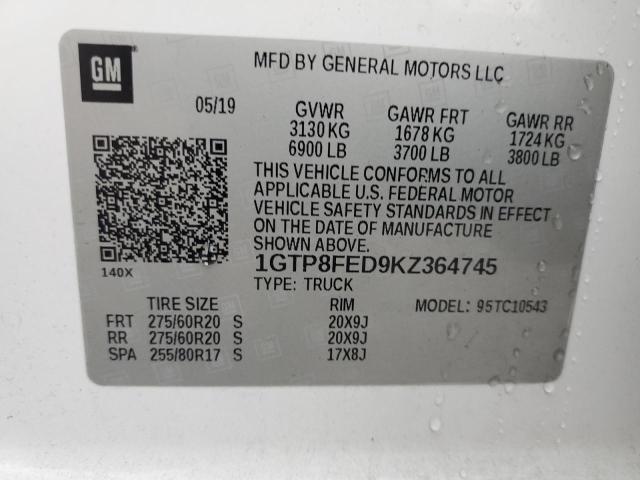 GM
MFD BY GENERAL MOTORS LLC
05/19 GVWR GAWR FRT GAWR RR
3130 KG 1678 KG 1724 KG
6900 LB 3700 LB 3800 LB
THIS VEHICLE CONFORMS TO ALL
APPLICABLE U.S. FEDERAL MOTOR
VEHICLE SAFETY STANDARDS IN EFFECT
ON THE DATE OF MANUFACTURE
SHOWN ABOVE.
140X
1GTP8FED9KZ364745
TYPE: TRUCK
TIRE SIZE RIM MODEL: 95TC10543
FRT 275/60R20 S 20X9J
RR 275/60R20 S 20X9J
SPA 255/80R17 S 17X8J